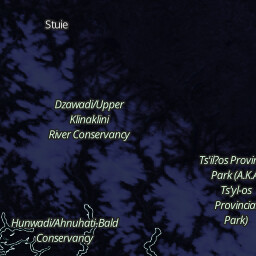 Stuie
Dzawadi/Upper
Klinaklini
River Conservancy
Ts'il?os Provin
Park (A.K.A
Ts'yl-os
Provincia
Park)
Hunwadi/Ahnuhati-Bald
Conservancy